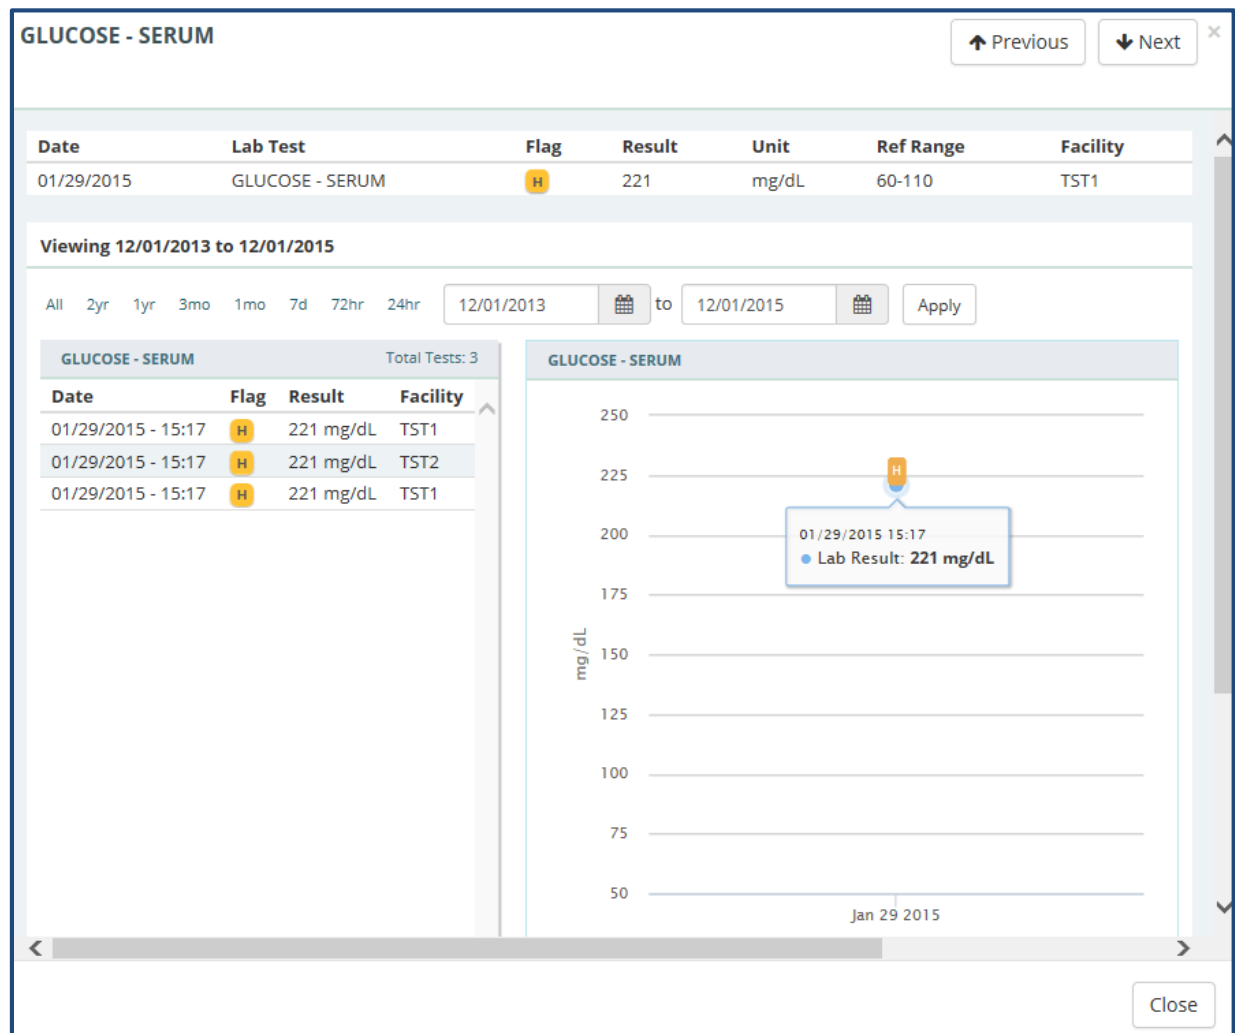 GLUCOSE - SERUM
Previous
Next
×
Date Lab Test Flag Result Unit Ref Range Facility
01/29/2015 GLUCOSE - SERUM H 221 mg/dL 60-110 TST1
Viewing 12/01/2013 to 12/01/2015
All 2yr 1yr 3mo 1mo 7d 72hr 24hr 12/01/2013 to 12/01/2015 Apply
GLUCOSE - SERUM Total Tests: 3
Date Flag Result Facility
01/29/2015 - 15:17 H 221 mg/dL TST1
01/29/2015 - 15:17 H 221 mg/dL TST2
01/29/2015 - 15:17 H 221 mg/dL TST1
GLUCOSE - SERUM
250
H
225
200
01/29/2015 15:17
Lab Result: 221 mg/dL
175
mg/dL
150
125
100
75
50
Jan 29 2015
Close